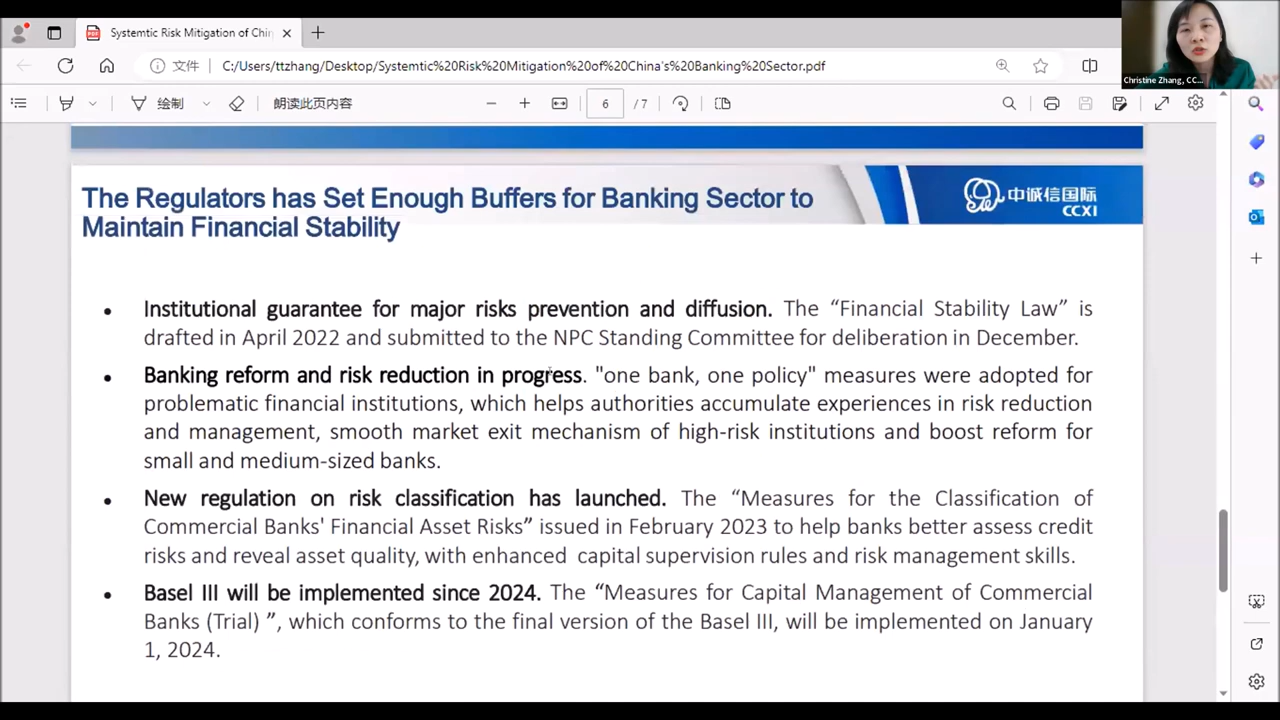 Systemtic Risk Mitigation of Chin
文件
C:/Users/ttzhang/Desktop/Systemtic%20Risk%20Mitigation%20of%20China's%20Banking%20Sector.pdf
Christine Zhang, CC...
绘制
朗读此页内容
6 / 7
The Regulators has Set Enough Buffers for Banking Sector to
Maintain Financial Stability
中诚信国际
CCXI
• Institutional guarantee for major risks prevention and diffusion. The “Financial Stability Law” is
drafted in April 2022 and submitted to the NPC Standing Committee for deliberation in December.
• Banking reform and risk reduction in progress. "one bank, one policy" measures were adopted for
problematic financial institutions, which helps authorities accumulate experiences in risk reduction
and management, smooth market exit mechanism of high-risk institutions and boost reform for
small and medium-sized banks.
• New regulation on risk classification has launched. The “Measures for the Classification of
Commercial Banks' Financial Asset Risks” issued in February 2023 to help banks better assess credit
risks and reveal asset quality, with enhanced capital supervision rules and risk management skills.
• Basel III will be implemented since 2024. The “Measures for Capital Management of Commercial
Banks (Trial) ”, which conforms to the final version of the Basel III, will be implemented on January
1, 2024.